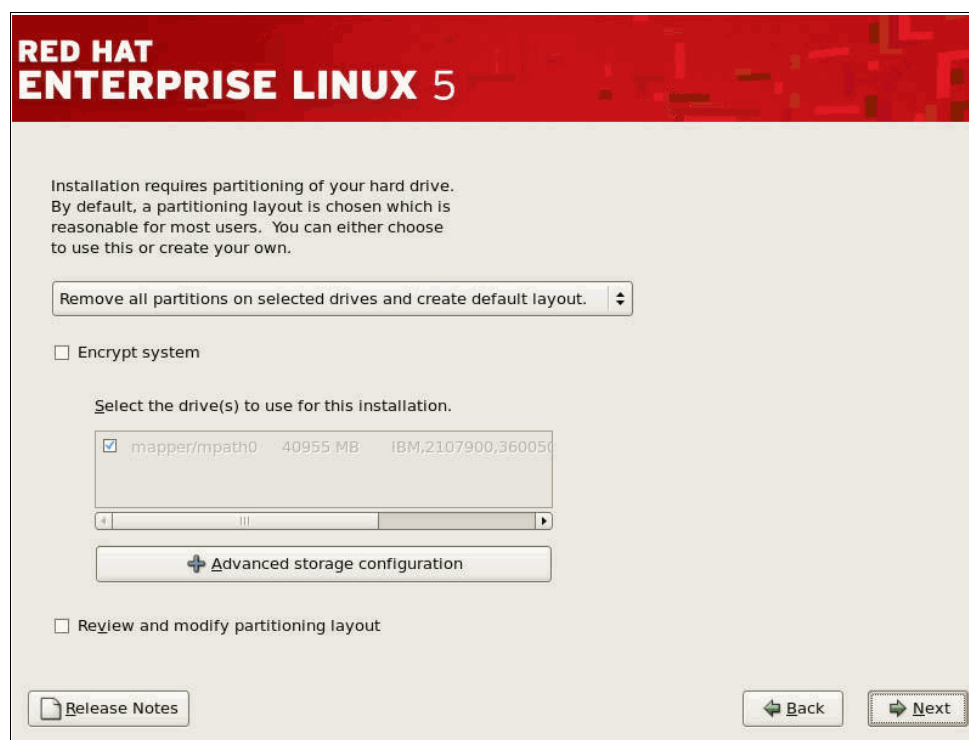 RED HAT
ENTERPRISE LINUX 5
Installation requires partitioning of your hard drive.
By default, a partitioning layout is chosen which is
reasonable for most users.  You can either choose
to use this or create your own.
Remove all partitions on selected drives and create default layout.
Encrypt system
Select the drive(s) to use for this installation.
mapper/mpath0 40955 MB IBM,2107900,36005
Advanced storage configuration
Review and modify partitioning layout
Release Notes
Back
Next